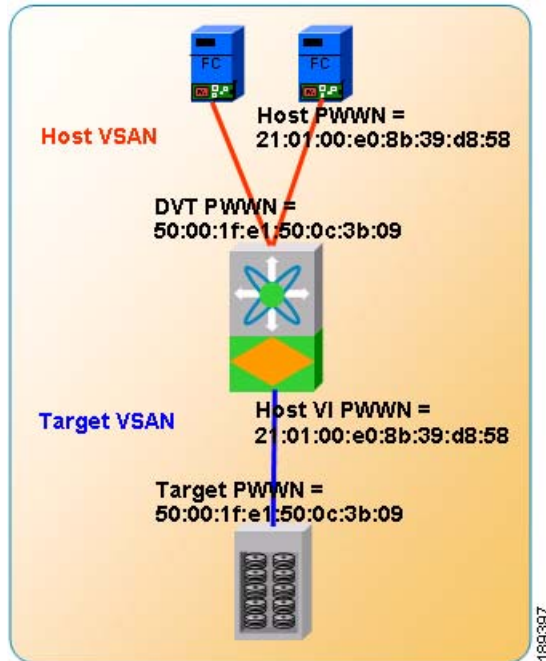 FC
FC
Host PWWN =
21:01:00:e0:8b:39:d8:58
Host VSAN
DVT PWWN =
50:00:1f:e1:50:0c:3b:09
Host VI PWWN =
21:01:00:e0:8b:39:d8:58
Target VSAN
Target PWWN =
50:00:1f:e1:50:0c:3b:09
189397